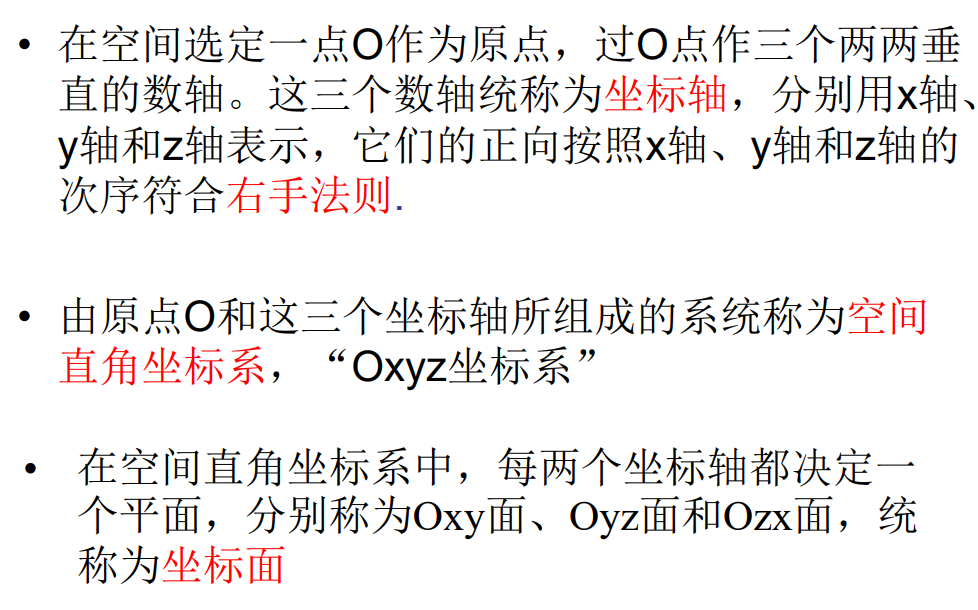 • 在空间选定一点O作为原点，过O点作三个两两垂
直的数轴。这三个数轴统称为坐标轴，分别用x轴、
y轴和z轴表示，它们的正向按照x轴、y轴和z轴的
次序符合右手法则.
• 由原点O和这三个坐标轴所组成的系统称为空间
直角坐标系，“Oxyz坐标系”
• 在空间直角坐标系中，每两个坐标轴都决定一
个平面，分别称为Oxy面、Oyz面和Ozx面，统
称为坐标面